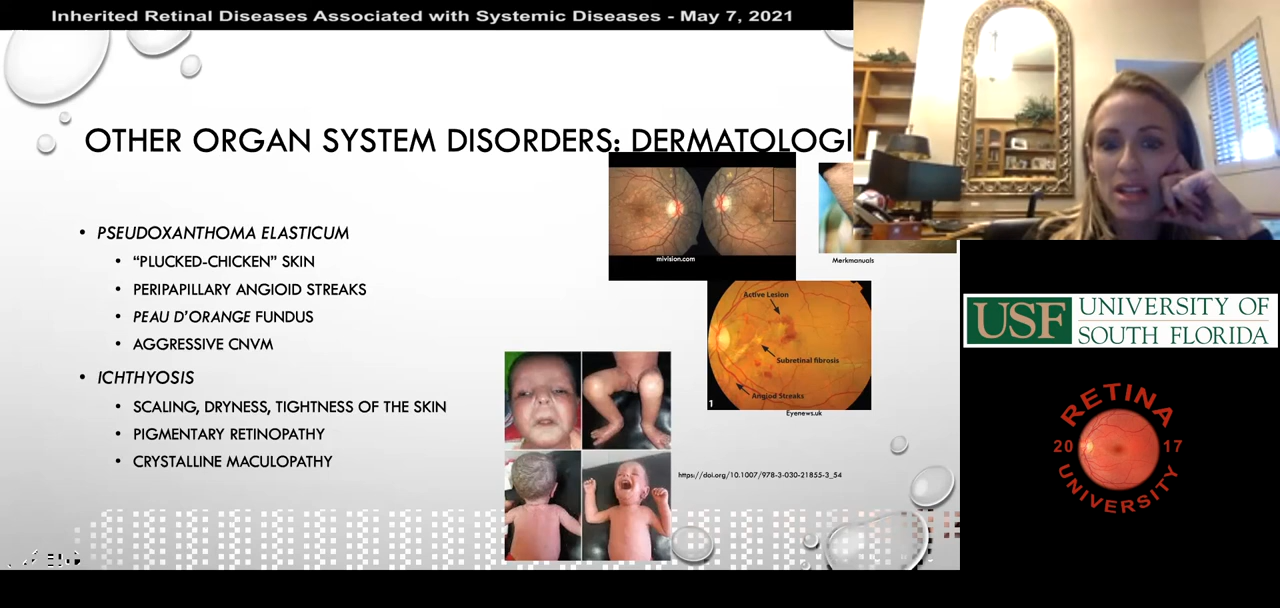 Inherited Retinal Diseases Associated with Systemic Diseases - May 7, 2021
OTHER ORGAN SYSTEM DISORDERS: DERMATOLOGI
• PSEUDOXANTHOMA ELASTICUM
• “PLUCKED-CHICKEN” SKIN
• PERIPAPILLARY ANGIOID STREAKS
• PEAU D’ORANGE FUNDUS
• AGGRESSIVE CNVM
• ICHTHYOSIS
• SCALING, DRYNESS, TIGHTNESS OF THE SKIN
• PIGMENTARY RETINOPATHY
• CRYSTALLINE MACULOPATHY
mivision.com
Merkmanuals
Active Lesion
Subretinal fibrosis
Angioid Streaks
1
Eyenews.uk
https://doi.org/10.1007/978-3-030-21855-3_54
USF UNIVERSITY OF
SOUTH FLORIDA
RETINA
20 17
UNIVERSITY